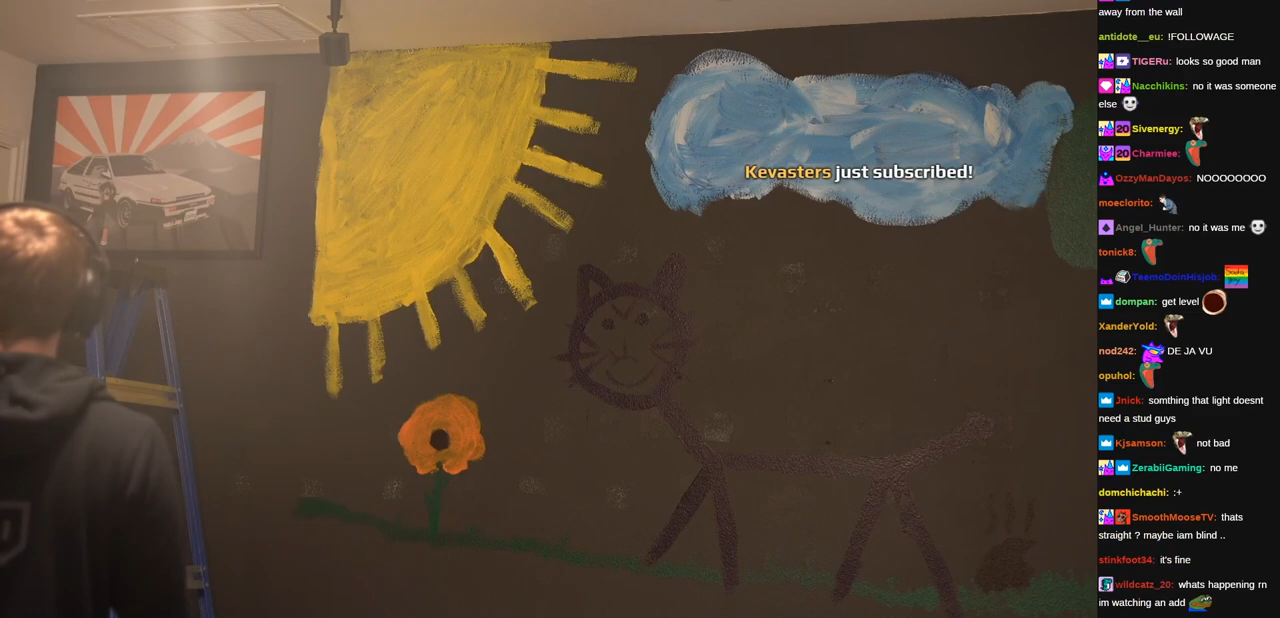 away from the wall
antidote__eu: !FOLLOWAGE
TIGERu: looks so good man
Nacchikins: no it was someone
else
20 Sivenergy:
20 Charmiee:
OzzyManDayos: NOOOOOOOO
moeclorito:
Angel_Hunter: no it was me
tonick8:
TeemoDoinHisjob:
dompan: get level
XanderYold:
nod242: DE JA VU
opuhol:
Jnick: somthing that light doesnt
need a stud guys
Kjsamson: not bad
ZerabiiGaming: no me
domchichachi: :+
SmoothMooseTV: thats
straight ? maybe iam blind ..
stinkfoot34: it's fine
wildcatz_20: whats happening rn
im watching an add
Kevasters just subscribed!